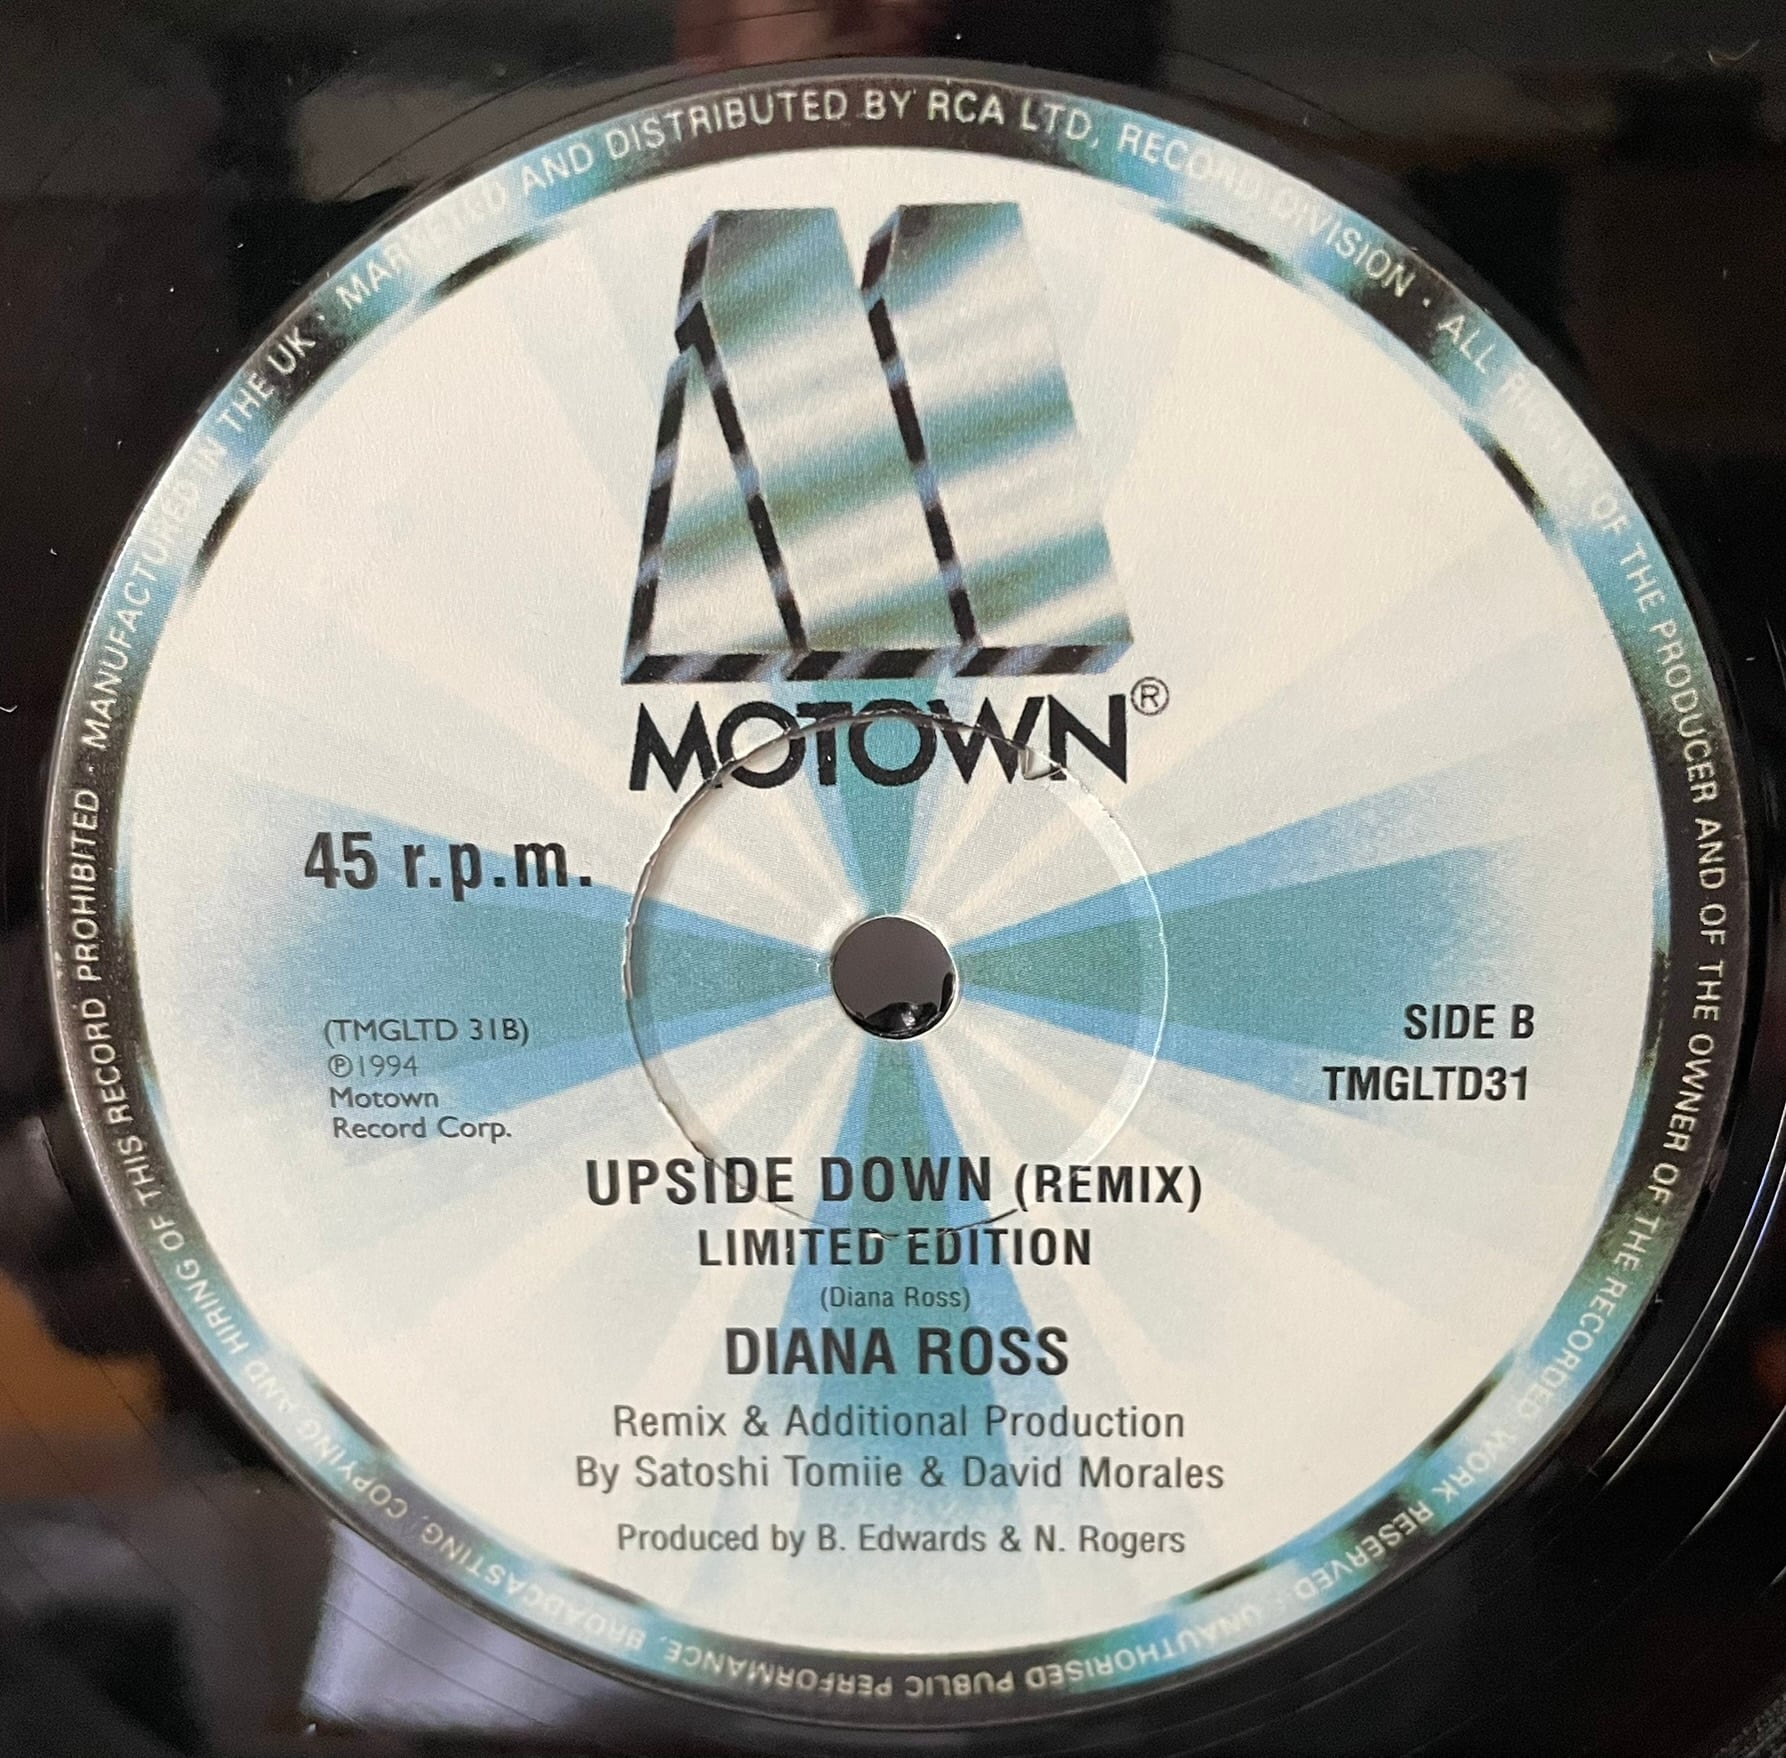 MANUFACTURED IN THE UK · MARKETED AND DISTRIBUTED BY RCA LTD, RECORD DIVISION · ALL RIGHTS OF THE PRODUCER AND OF THE OWNER OF THE RECORDED WORK RESERVED · UNAUTHORISED PUBLIC PERFORMANCE, BROADCASTING, COPYING AND HIRING OF THIS RECORD PROHIBITED ·
MOTOWN®
45 r.p.m.
(TMGLTD 31B)
℗1994
Motown
Record Corp.
SIDE B
TMGLTD31
UPSIDE DOWN (REMIX)
LIMITED EDITION
(Diana Ross)
DIANA ROSS
Remix & Additional Production
By Satoshi Tomiie & David Morales
Produced by B. Edwards & N. Rogers